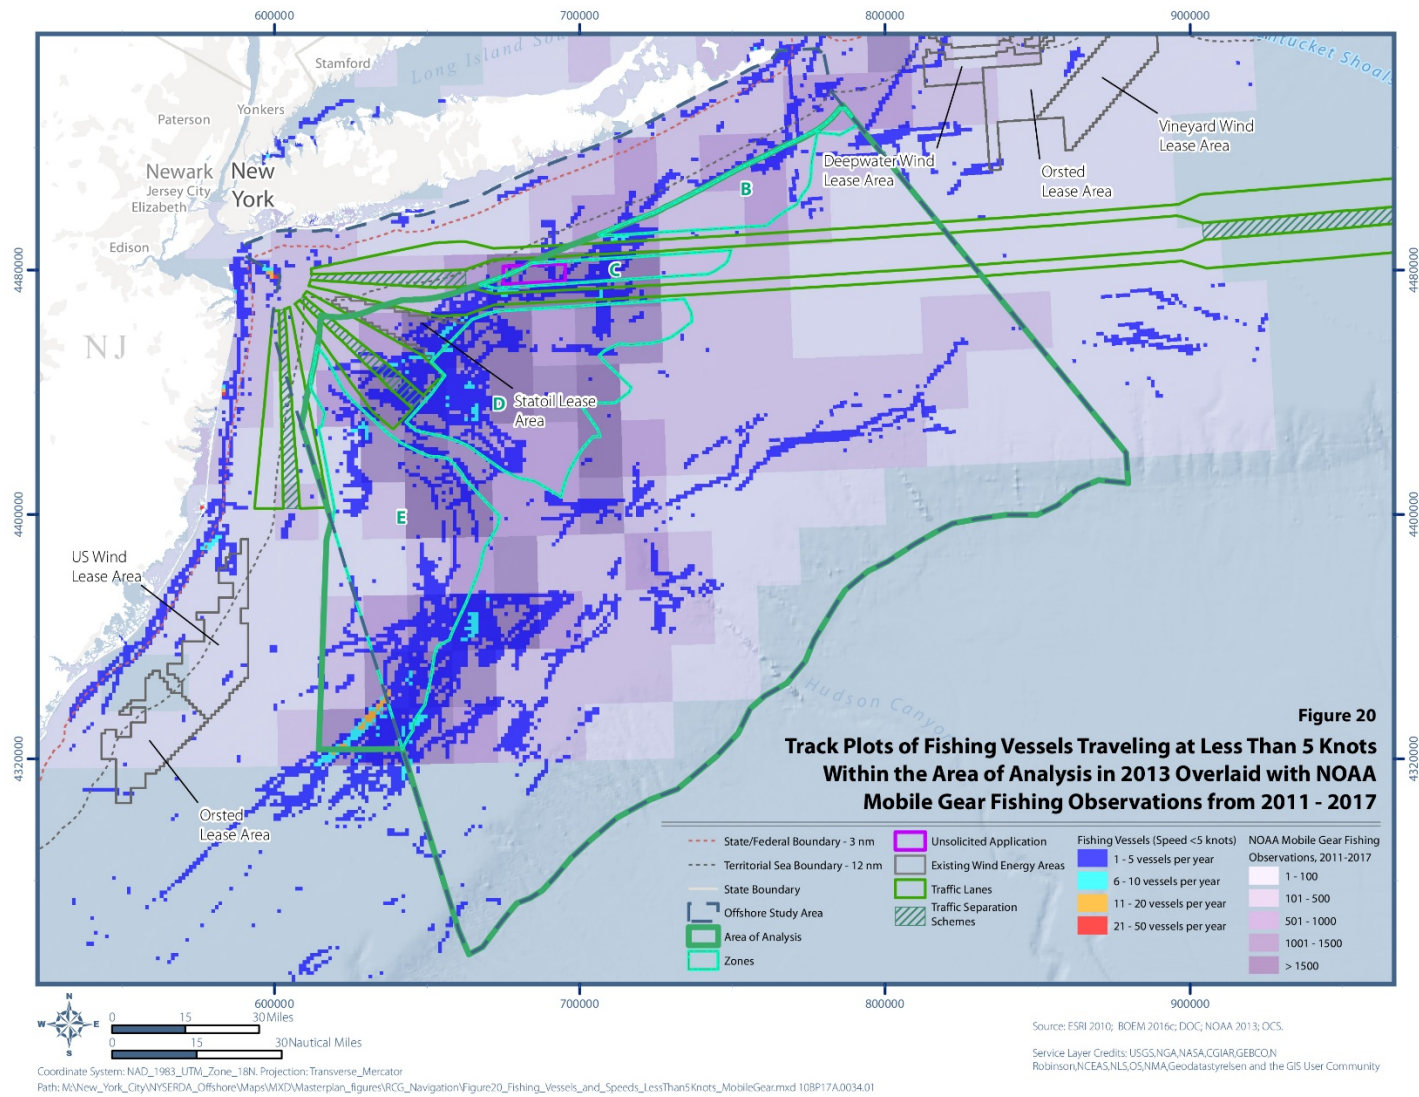 600000
700000
800000
900000
Stamford
Long Island Sou
Yonkers
Paterson
Newark
New
York
Jersey City
Elizabeth
Edison
NJ
ntucket Shoals
Vineyard Wind
Lease Area
Deepwater Wind
Lease Area
Orsted
Lease Area
B
C
4480000
4480000
D
Statoil Lease
Area
E
4400000
4400000
US Wind
Lease Area
Hudson Canyon
4320000
4320000
Orsted
Lease Area
Figure 20
Track Plots of Fishing Vessels Traveling at Less Than 5 Knots
Within the Area of Analysis in 2013 Overlaid with NOAA
Mobile Gear Fishing Observations from 2011 - 2017
State/Federal Boundary - 3 nm
Territorial Sea Boundary - 12 nm
State Boundary
Offshore Study Area
Area of Analysis
Zones
Unsolicited Application
Existing Wind Energy Areas
Traffic Lanes
Traffic Separation
Schemes
Fishing Vessels (Speed <5 knots)
1 - 5 vessels per year
6 - 10 vessels per year
11 - 20 vessels per year
21 - 50 vessels per year
NOAA Mobile Gear Fishing
Observations, 2011-2017
1 - 100
101 - 500
501 - 1000
1001 - 1500
> 1500
600000
700000
800000
900000
N
W E
S
0 15 30 Miles
0 15 30 Nautical Miles
Coordinate System: NAD_1983_UTM_Zone_18N. Projection: Transverse_Mercator
Path: M:\New_York_City\NYSERDA_Offshore\Maps\MXD\Masterplan_figures\RCG_Navigation\Figure20_Fishing_Vessels_and_Speeds_LessThan5Knots_MobileGear.mxd 10BP17A.0034.01
Source: ESRI 2010; BOEM 2016c; DOC; NOAA 2013; OCS.
Service Layer Credits: USGS,NGA,NASA,CGIAR,GEBCO,N
Robinson,NCEAS,NLS,OS,NMA,Geodatastyrelsen and the GIS User Community